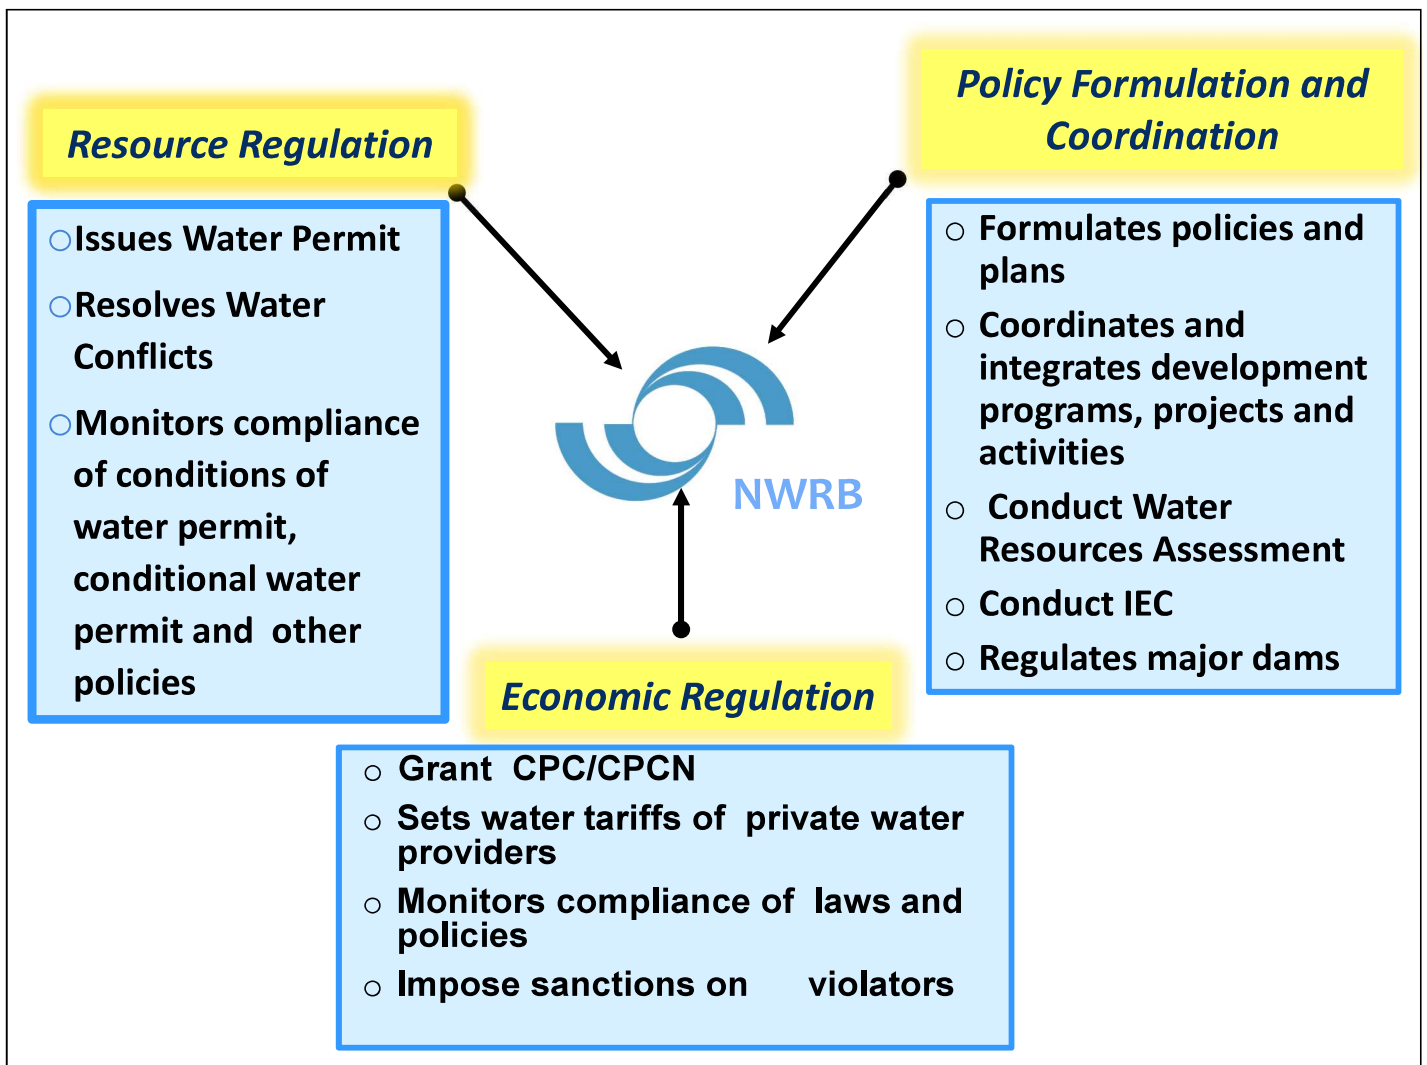 Resource Regulation
○Issues Water Permit
○Resolves Water
Conflicts
○Monitors compliance
of conditions of
water permit,
conditional water
permit and other
policies
Policy Formulation and
Coordination
○ Formulates policies and
plans
○ Coordinates and
integrates development
programs, projects and
activities
○ Conduct Water
Resources Assessment
○ Conduct IEC
○ Regulates major dams
NWRB
Economic Regulation
○ Grant CPC/CPCN
○ Sets water tariffs of private water
providers
○ Monitors compliance of laws and
policies
○ Impose sanctions on violators